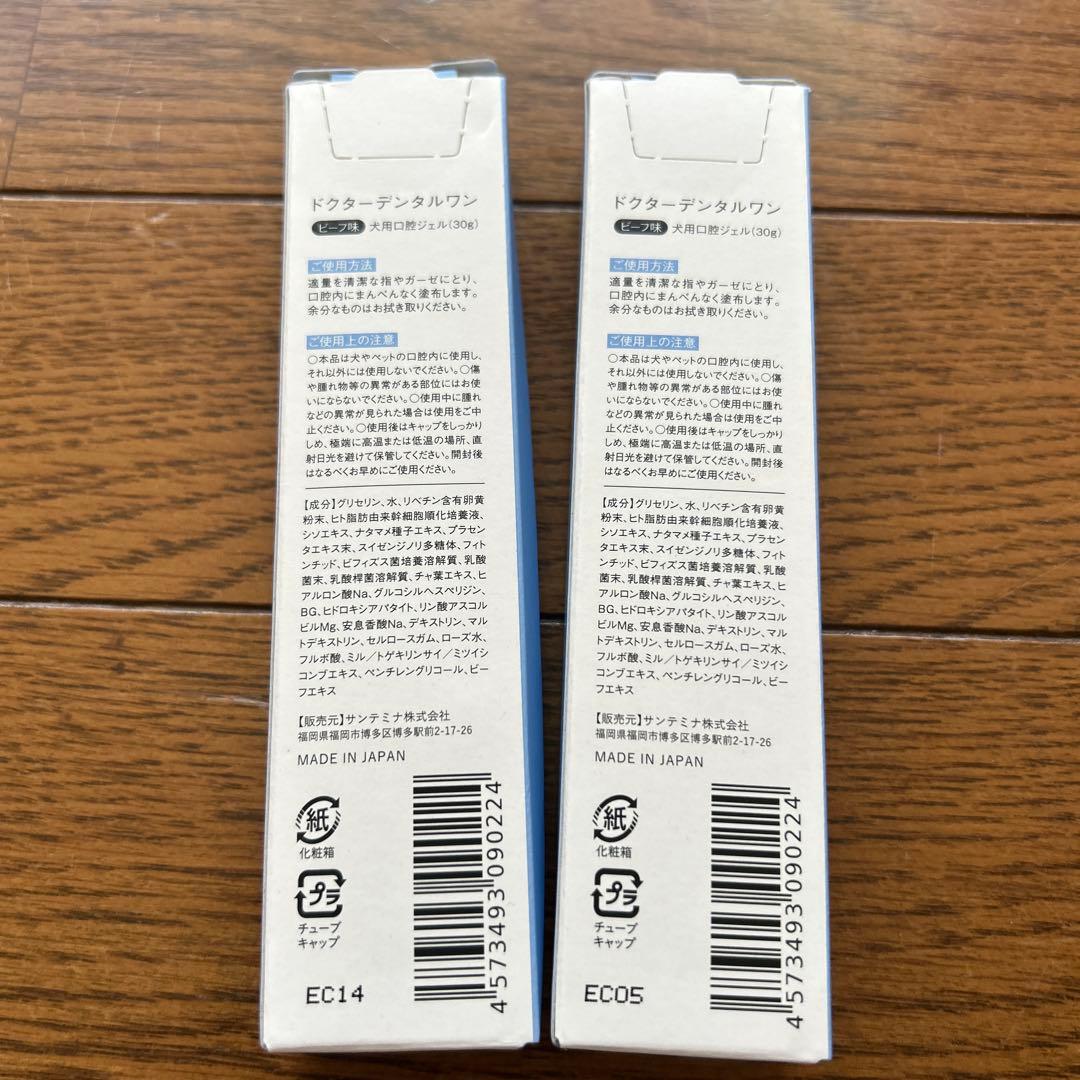 ドクターデンタルワン
ビーフ味 犬用口腔ジェル(30g)
ご使用方法
適量を清潔な指やガーゼにとり、
口腔内にまんべんなく塗布します。
余分なものはお拭き取りください。
ご使用上の注意
○本品は犬やペットの口腔内に使用し、
それ以外には使用しないでください。○傷
や腫れ物等の異常がある部位にはお使
いにならないでください。○使用中に腫れ
などの異常が見られた場合は使用をご中
止ください。○使用後はキャップをしっかり
しめ、極端に高温または低温の場所、直
射日光を避けて保管してください。開封後
はなるべくお早めにご使用ください。
【成分】グリセリン、水、リベチン含有卵黄
粉末、ヒト脂肪由来幹細胞順化培養液、
シソエキス、ナタマメ種子エキス、プラセン
タエキス末、スイゼンジノリ多糖体、フィト
ンチッド、ビフィズス菌培養溶解質、乳酸
菌末、乳酸桿菌溶解質、チャ葉エキス、ヒ
アルロン酸Na、グルコシルヘスペリジン、
BG、ヒドロキシアパタイト、リン酸アスコル
ビルMg、安息香酸Na、デキストリン、マル
トデキストリン、セルロースガム、ローズ水、
フルボ酸、ミル／トゲキリンサイ／ミツイシ
コンブエキス、ペンチレングリコール、ビー
フエキス
【販売元】サンテミナ株式会社
福岡県福岡市博多区博多駅前2-17-26
MADE IN JAPAN
紙
化粧箱
プラ
チューブ
キャップ
EC14
4573493090224
ドクターデンタルワン
ビーフ味 犬用口腔ジェル(30g)
ご使用方法
適量を清潔な指やガーゼにとり、
口腔内にまんべんなく塗布します。
余分なものはお拭き取りください。
ご使用上の注意
○本品は犬やペットの口腔内に使用し、
それ以外には使用しないでください。○傷
や腫れ物等の異常がある部位にはお使
いにならないでください。○使用中に腫れ
などの異常が見られた場合は使用をご中
止ください。○使用後はキャップをしっかり
しめ、極端に高温または低温の場所、直
射日光を避けて保管してください。開封後
はなるべくお早めにご使用ください。
【成分】グリセリン、水、リベチン含有卵黄
粉末、ヒト脂肪由来幹細胞順化培養液、
シソエキス、ナタマメ種子エキス、プラセン
タエキス末、スイゼンジノリ多糖体、フィト
ンチッド、ビフィズス菌培養溶解質、乳酸
菌末、乳酸桿菌溶解質、チャ葉エキス、ヒ
アルロン酸Na、グルコシルヘスペリジン、
BG、ヒドロキシアパタイト、リン酸アスコル
ビルMg、安息香酸Na、デキストリン、マル
トデキストリン、セルロースガム、ローズ水、
フルボ酸、ミル／トゲキリンサイ／ミツイシ
コンブエキス、ペンチレングリコール、ビー
フエキス
【販売元】サンテミナ株式会社
福岡県福岡市博多区博多駅前2-17-26
MADE IN JAPAN
紙
化粧箱
プラ
チューブ
キャップ
EC05
4573493090224